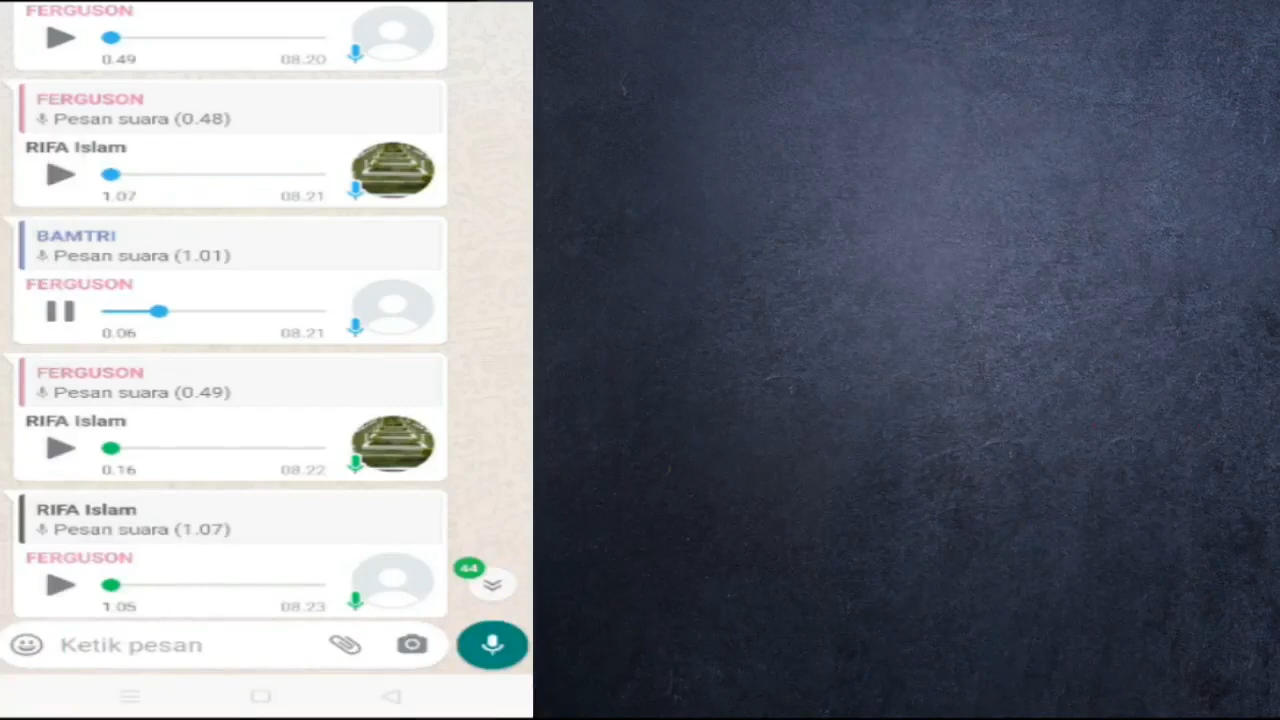 FERGUSON
0.49 08.20
FERGUSON
Pesan suara (0.48)
RIFA Islam
1.07 08.21
BAMTRI
Pesan suara (1.01)
FERGUSON
0.06 08.21
FERGUSON
Pesan suara (0.49)
RIFA Islam
0.16 08.22
RIFA Islam
Pesan suara (1.07)
FERGUSON
44
1.05 08.23
Ketik pesan